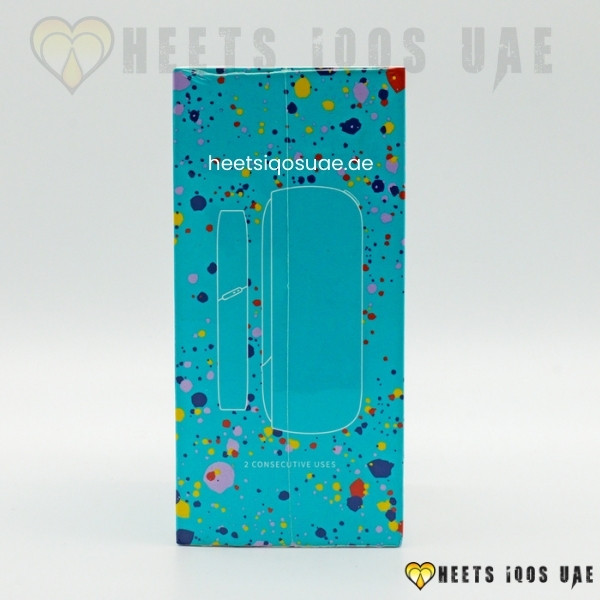 HEETS iQOS UAE
heetsiqosuae.ae
2 CONSECUTIVE USES
HEETS iQOS UAE